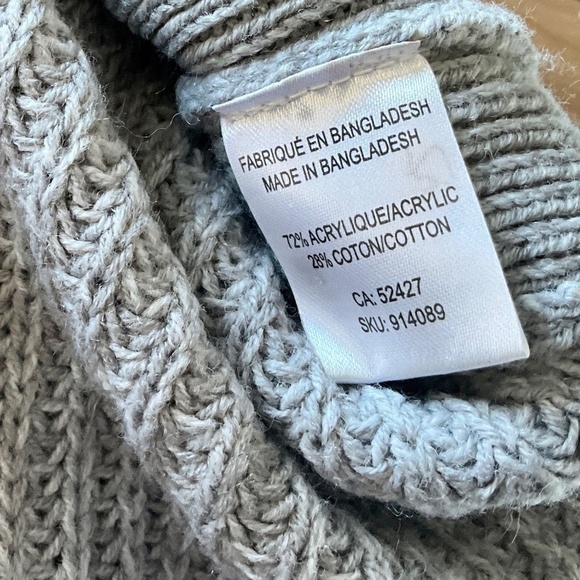 FABRIQUÉ EN BANGLADESH
MADE IN BANGLADESH
72% ACRYLIQUE/ACRYLIC
28% COTON/COTTON
CA: 52427
SKU: 914089